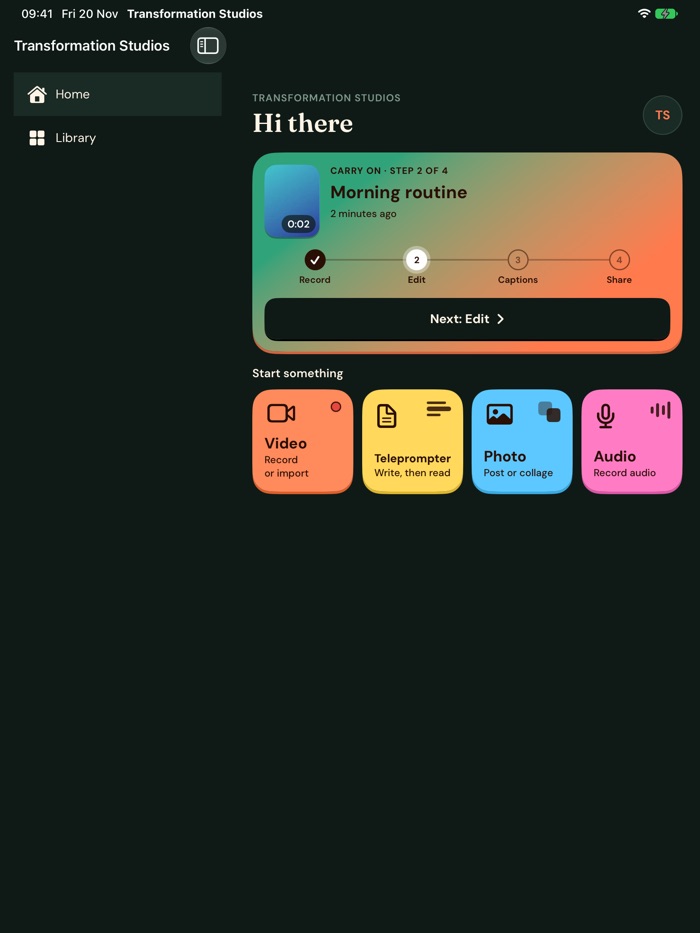 09:41 Fri 20 Nov Transformation Studios
Transformation Studios
Home
Library
TRANSFORMATION STUDIOS
Hi there
TS
CARRY ON · STEP 2 OF 4
Morning routine
2 minutes ago
0:02
2
3
4
Record
Edit
Captions
Share
Next: Edit
Start something
Video
Record
or import
Teleprompter
Write, then read
Photo
Post or collage
Audio
Record audio